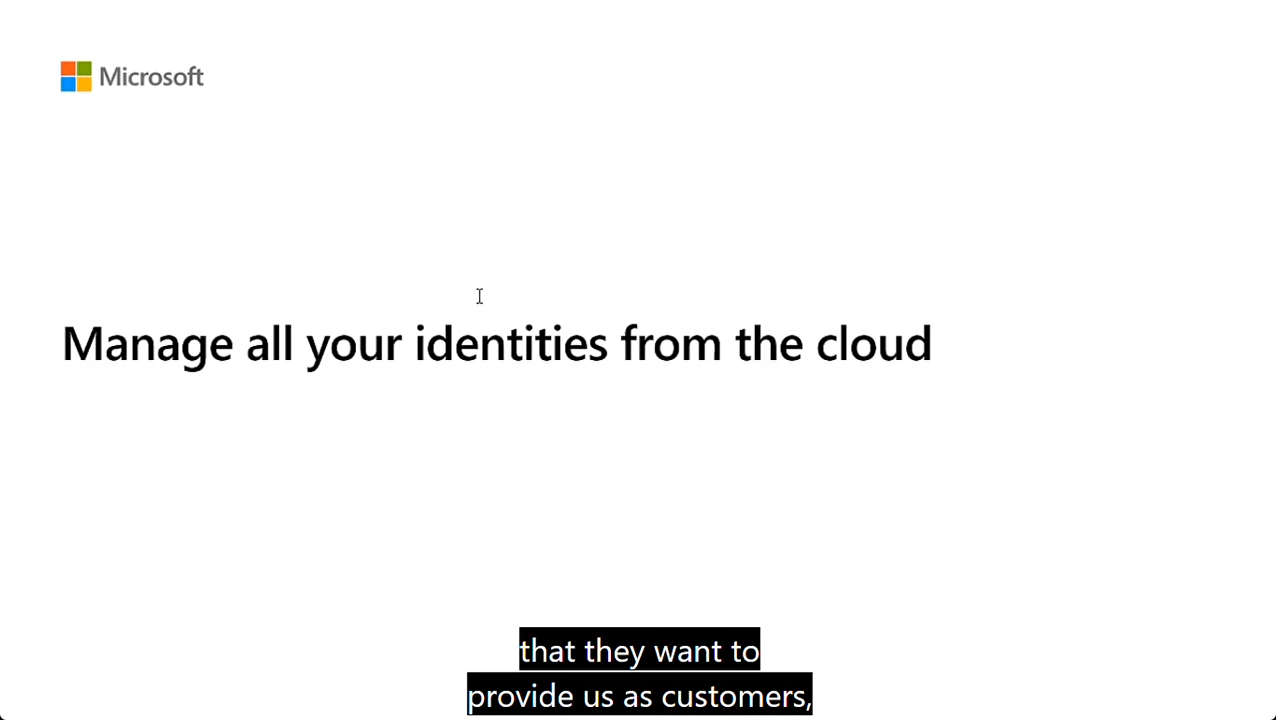 Microsoft
Manage all your identities from the cloud
that they want to
provide us as customers,